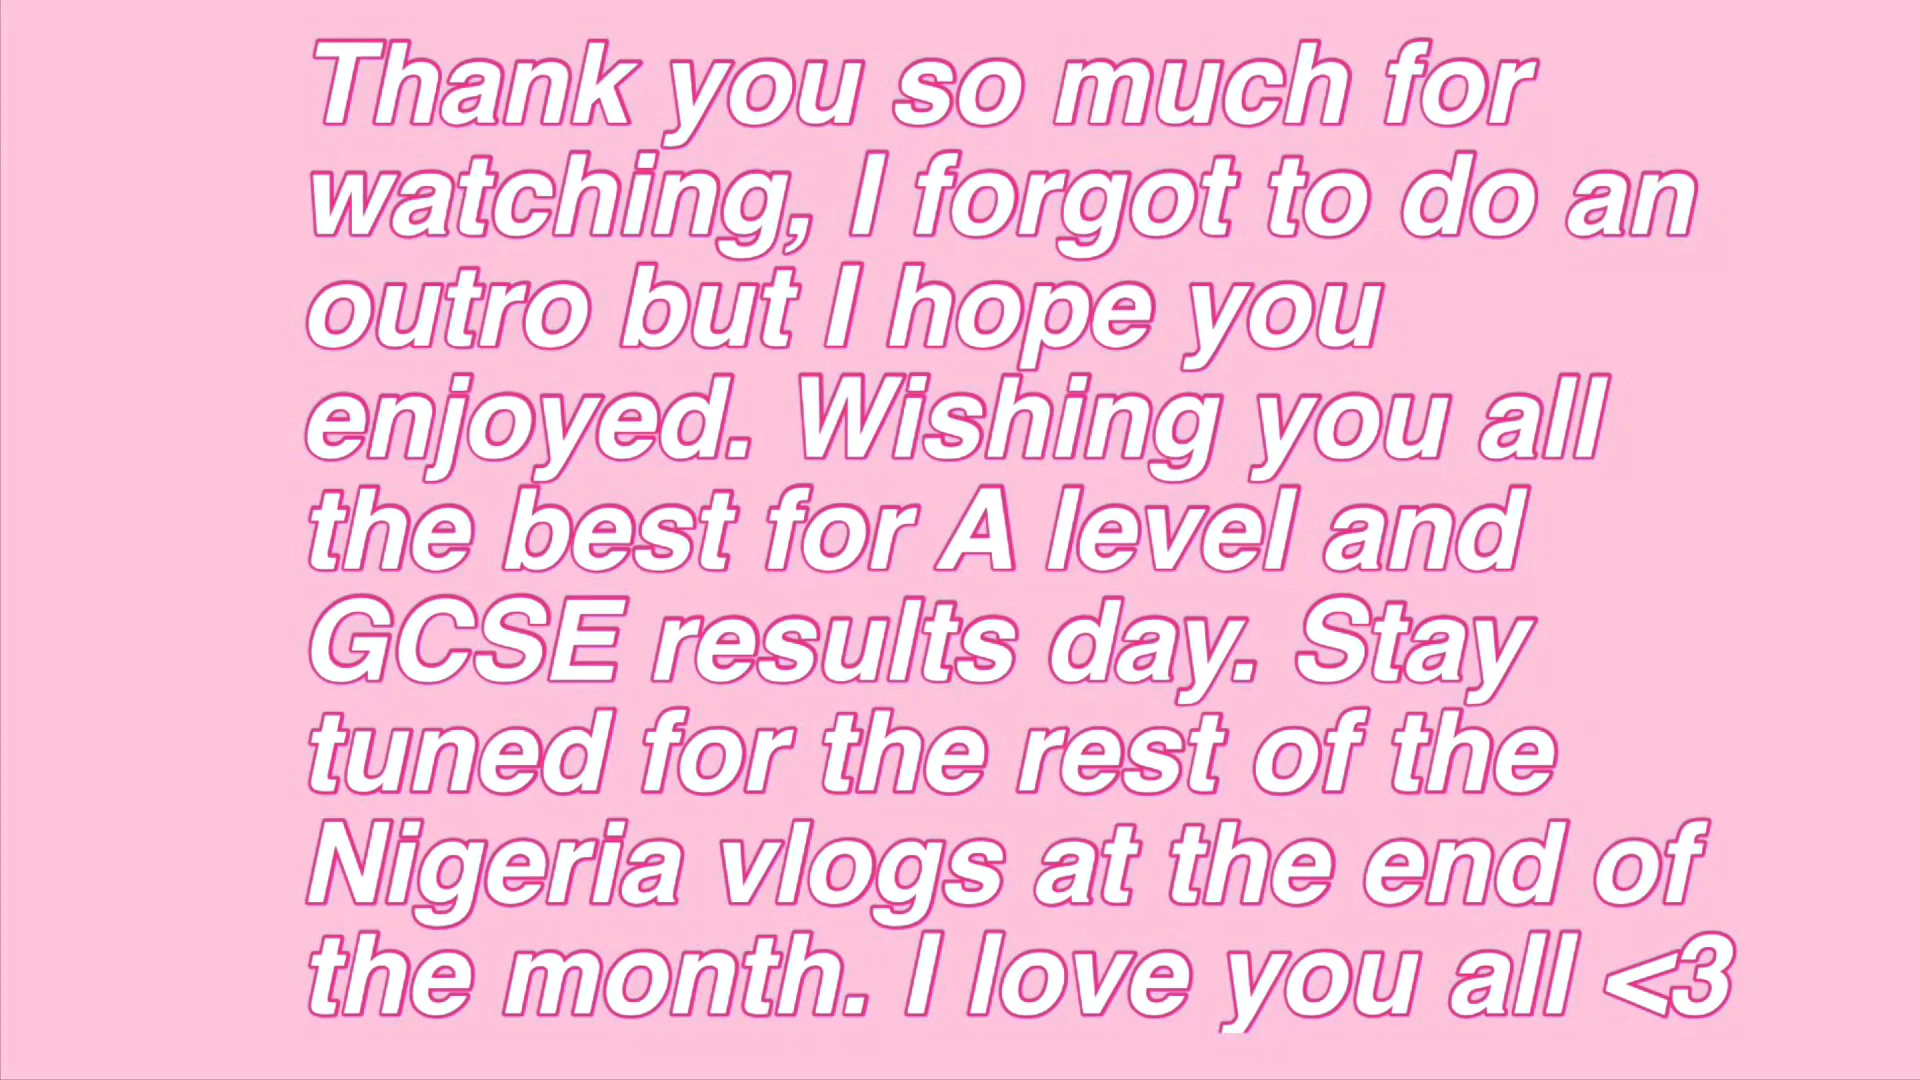 Thank you so much for
watching, I forgot to do an
outro but I hope you
enjoyed. Wishing you all
the best for A level and
GCSE results day. Stay
tuned for the rest of the
Nigeria vlogs at the end of
the month. I love you all <3